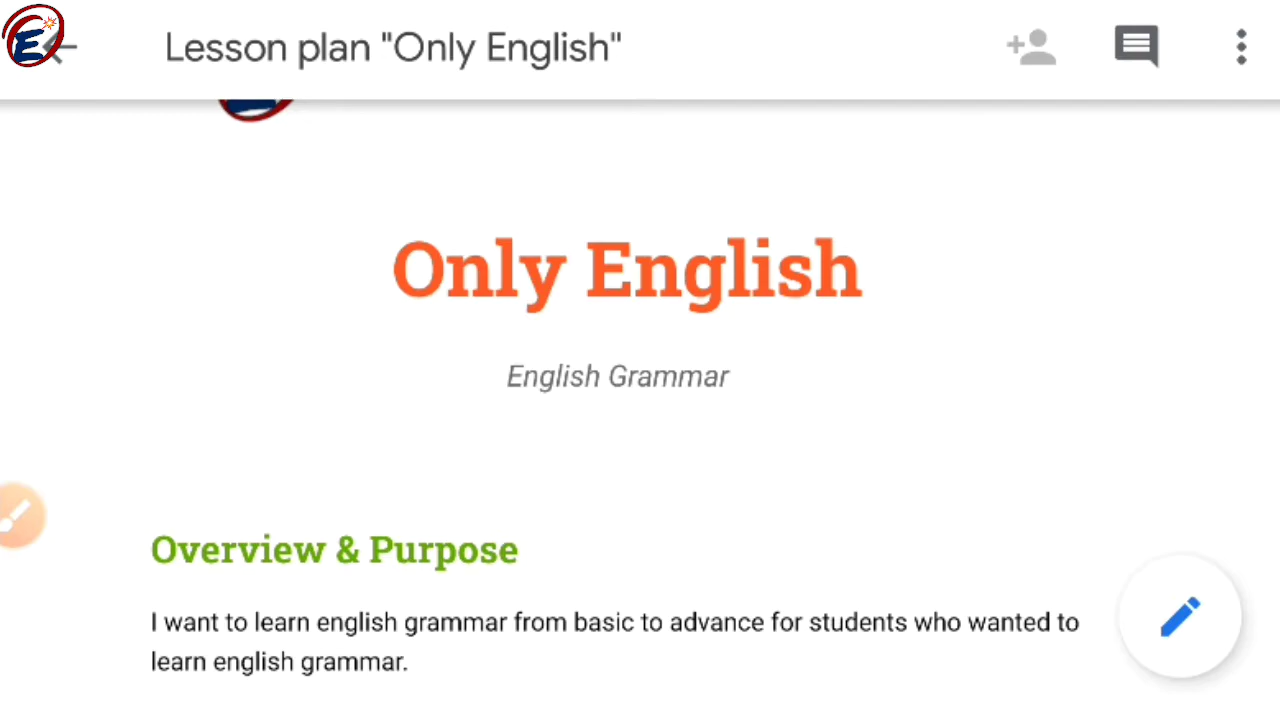 E
Lesson plan "Only English"
Only English
English Grammar
Overview & Purpose
I want to learn english grammar from basic to advance for students who wanted to
learn english grammar.